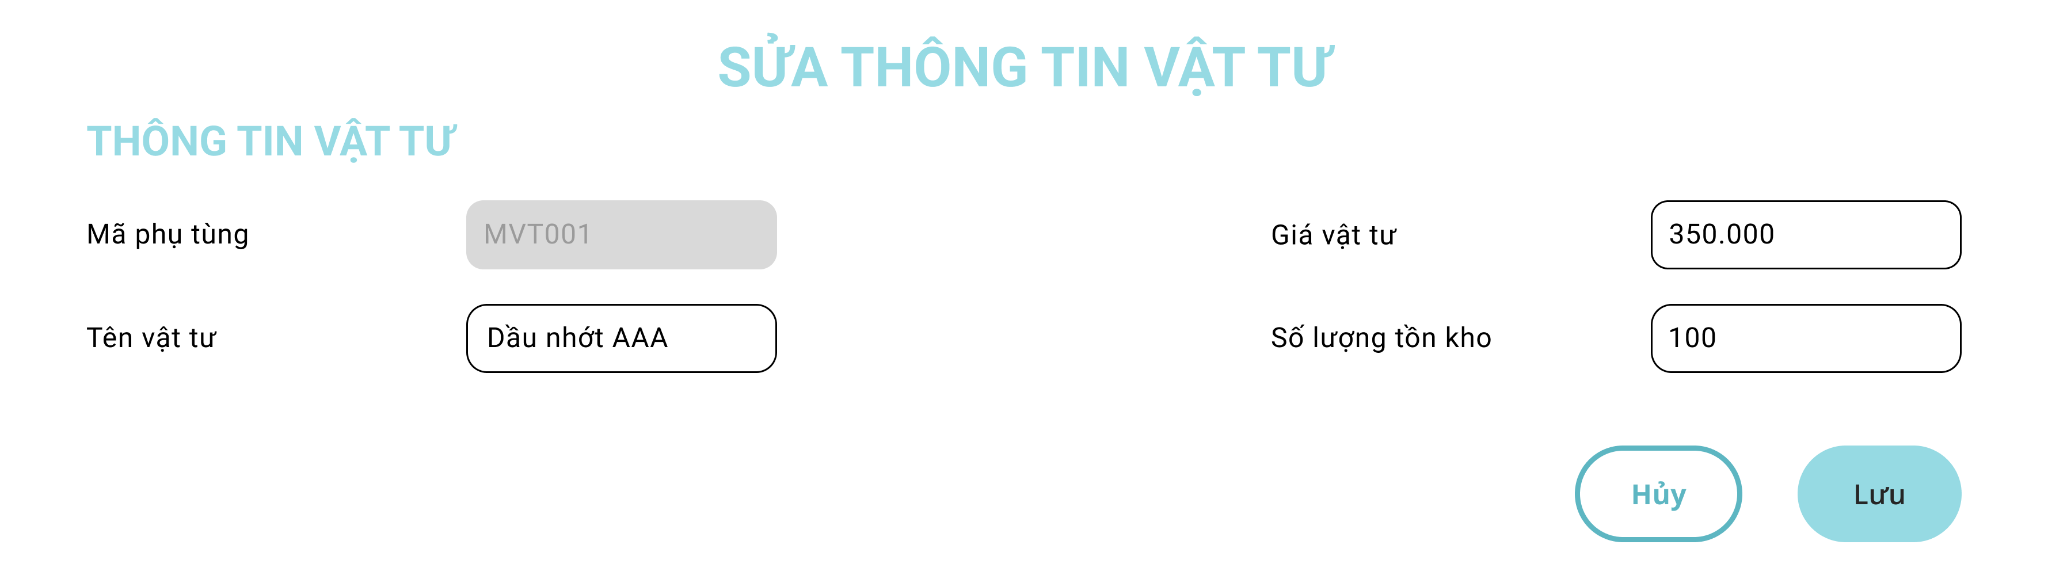 SỬA THÔNG TIN VẬT TƯ
THÔNG TIN VẬT TƯ
Mã phụ tùng MVT001 Giá vật tư 350.000
Tên vật tư Dầu nhớt AAA Số lượng tồn kho 100
Hủy Lưu